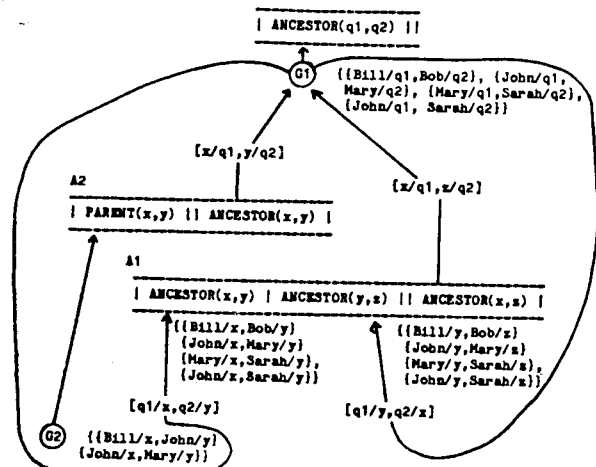 | ANCESTOR(q1,q2) ||
G1
{{Bill/q1,Bob/q2}, {John/q1,
Mary/q2}, {Mary/q1,Sarah/q2},
{John/q1, Sarah/q2}}
[x/q1,y/q2]
[x/q1,z/q2]
A2
| PARENT(x,y) || ANCESTOR(x,y) |
A1
| ANCESTOR(x,y) | ANCESTOR(y,z) || ANCESTOR(x,z) |
{{Bill/x,Bob/y}
{John/x,Mary/y}
{Mary/x,Sarah/y},
{John/x,Sarah/y}}
{{Bill/y,Bob/z}
{John/y,Mary/z}
{Mary/y,Sarah/z},
{John/y,Sarah/z}}
[q1/x,q2/y]
[q1/y,q2/z]
G2
{{Bill/x,John/y}
{John/x,Mary/y}}